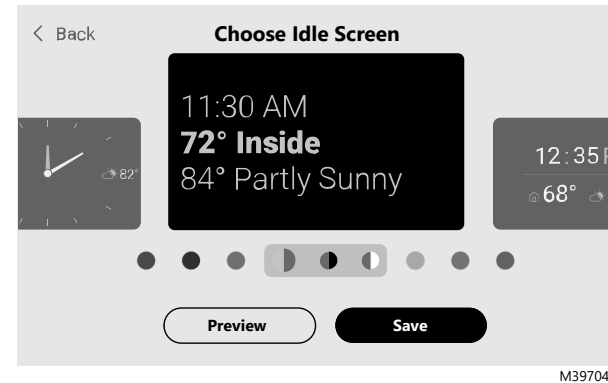 Back
Choose Idle Screen
11:30 AM
72° Inside
84° Partly Sunny
82°
12:35
68°
Preview
Save
M39704